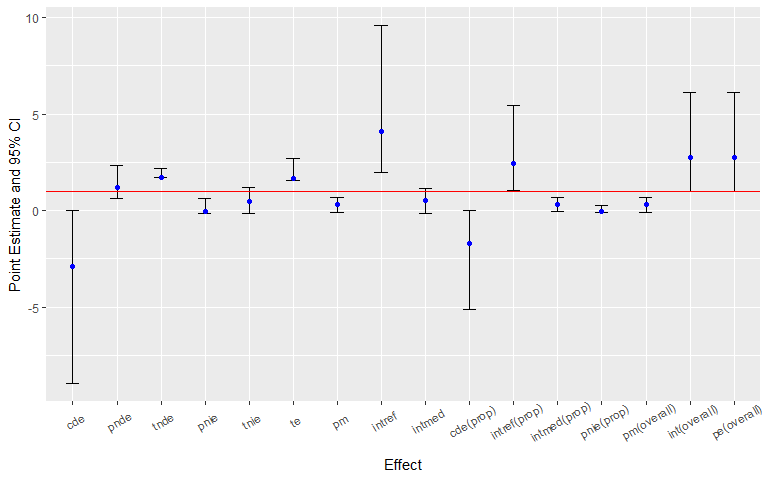 10
5
0
-5
Point Estimate and 95% CI
cde
pnde
tnde
pnie
tnie
te
pm
intref
intmed
cde(prop)
intref(prop)
intmed(prop)
pnie(prop)
pm(overall)
int(overall)
pe(overall)
Effect